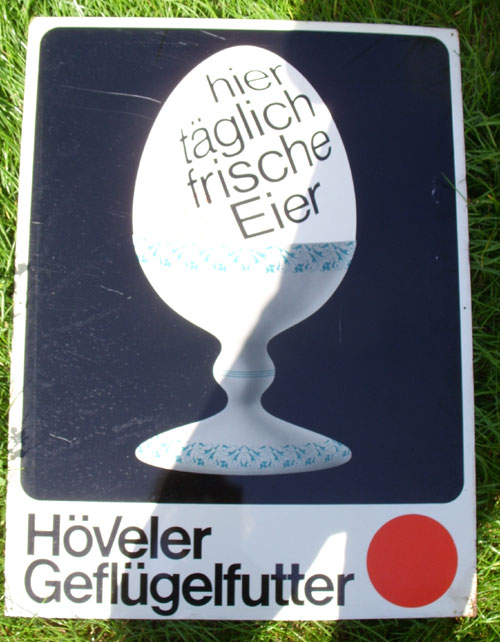 hier
täglich
frische
Eier
Höveler
Geflügelfutter